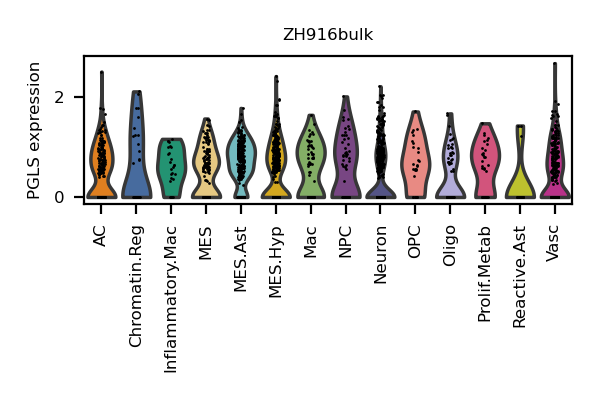 ZH916bulk
PGLS expression
2
0
AC
Chromatin.Reg
Inflammatory.Mac
MES
MES.Ast
MES.Hyp
Mac
NPC
Neuron
OPC
Oligo
Prolif.Metab
Reactive.Ast
Vasc